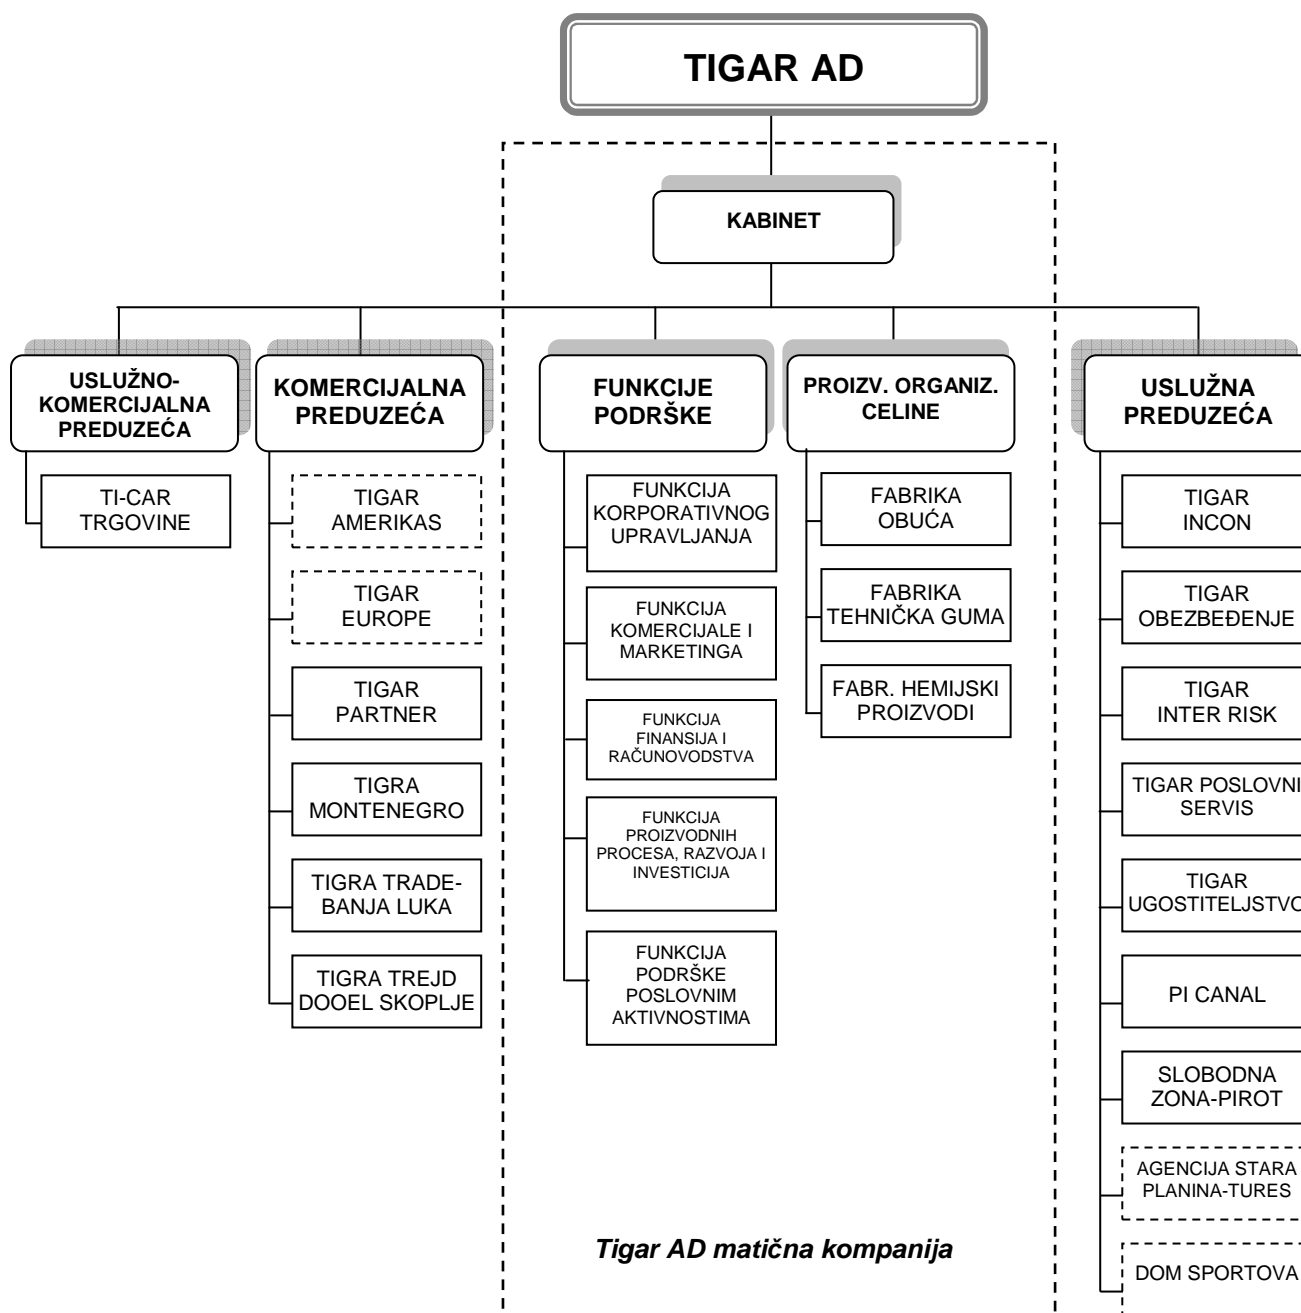 TIGAR AD
KABINET
USLUŽNO-
KOMERCIJALNA
PREDUZEĆA
TI-CAR
TRGOVINE
KOMERCIJALNA
PREDUZEĆA
TIGAR
AMERIKAS
TIGAR
EUROPE
TIGAR
PARTNER
TIGRA
MONTENEGRO
TIGRA TRADE-
BANJA LUKA
TIGRA TREJD
DOOEL SKOPLJE
FUNKCIJE
PODRŠKE
FUNKCIJA
KORPORATIVNOG
UPRAVLJANJA
FUNKCIJA
KOMERCIJALE I
MARKETINGA
FUNKCIJA
FINANSIJA I
RAČUNOVODSTVA
FUNKCIJA
PROIZVODNIH
PROCESA, RAZVOJA I
INVESTICIJA
FUNKCIJA
PODRŠKE
POSLOVNIM
AKTIVNOSTIMA
PROIZV. ORGANIZ.
CELINE
FABRIKA
OBUĆA
FABRIKA
TEHNIČKA GUMA
FABR. HEMIJSKI
PROIZVODI
USLUŽNA
PREDUZEĆA
TIGAR
INCON
TIGAR
OBEZBEĐENJE
TIGAR
INTER RISK
TIGAR POSLOVNI
SERVIS
TIGAR
UGOSTITELJSTVO
PI CANAL
SLOBODNA
ZONA-PIROT
AGENCIJA STARA
PLANINA-TURES
DOM SPORTOVA
Tigar AD matična kompanija